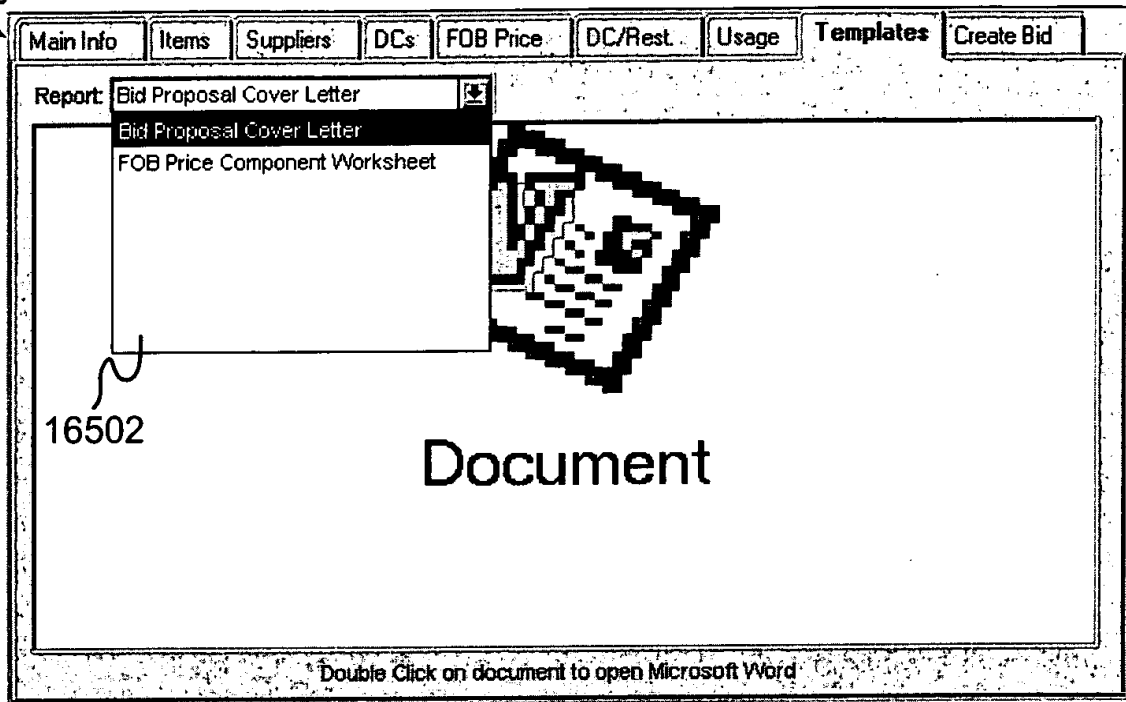 Main Info Items Suppliers DCs FOB Price DC/Rest. Usage Templates Create Bid
Report: Bid Proposal Cover Letter
Bid Proposal Cover Letter
FOB Price Component Worksheet
16502
Document
Double Click on document to open Microsoft Word